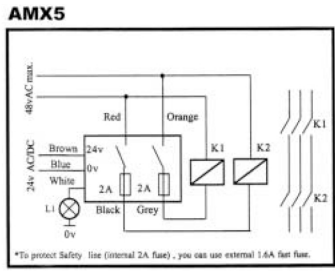 AMX5
48vAC max.
Red
Orange
K1
K2
K1
24v AC/DC
Brown
24v
Blue
0v
White
2A
2A
L1
Black
Grey
K2
0v
*To protect Safety line (internal 2A fuse) , you can use external 1.6A fast fuse.